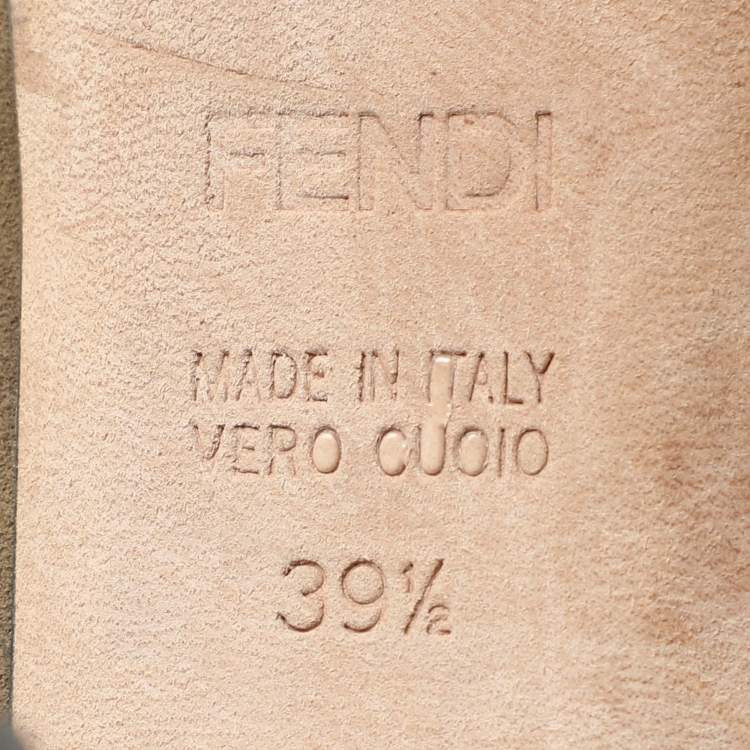 FENDI
MADE IN ITALY
VERO CUOIO
39½